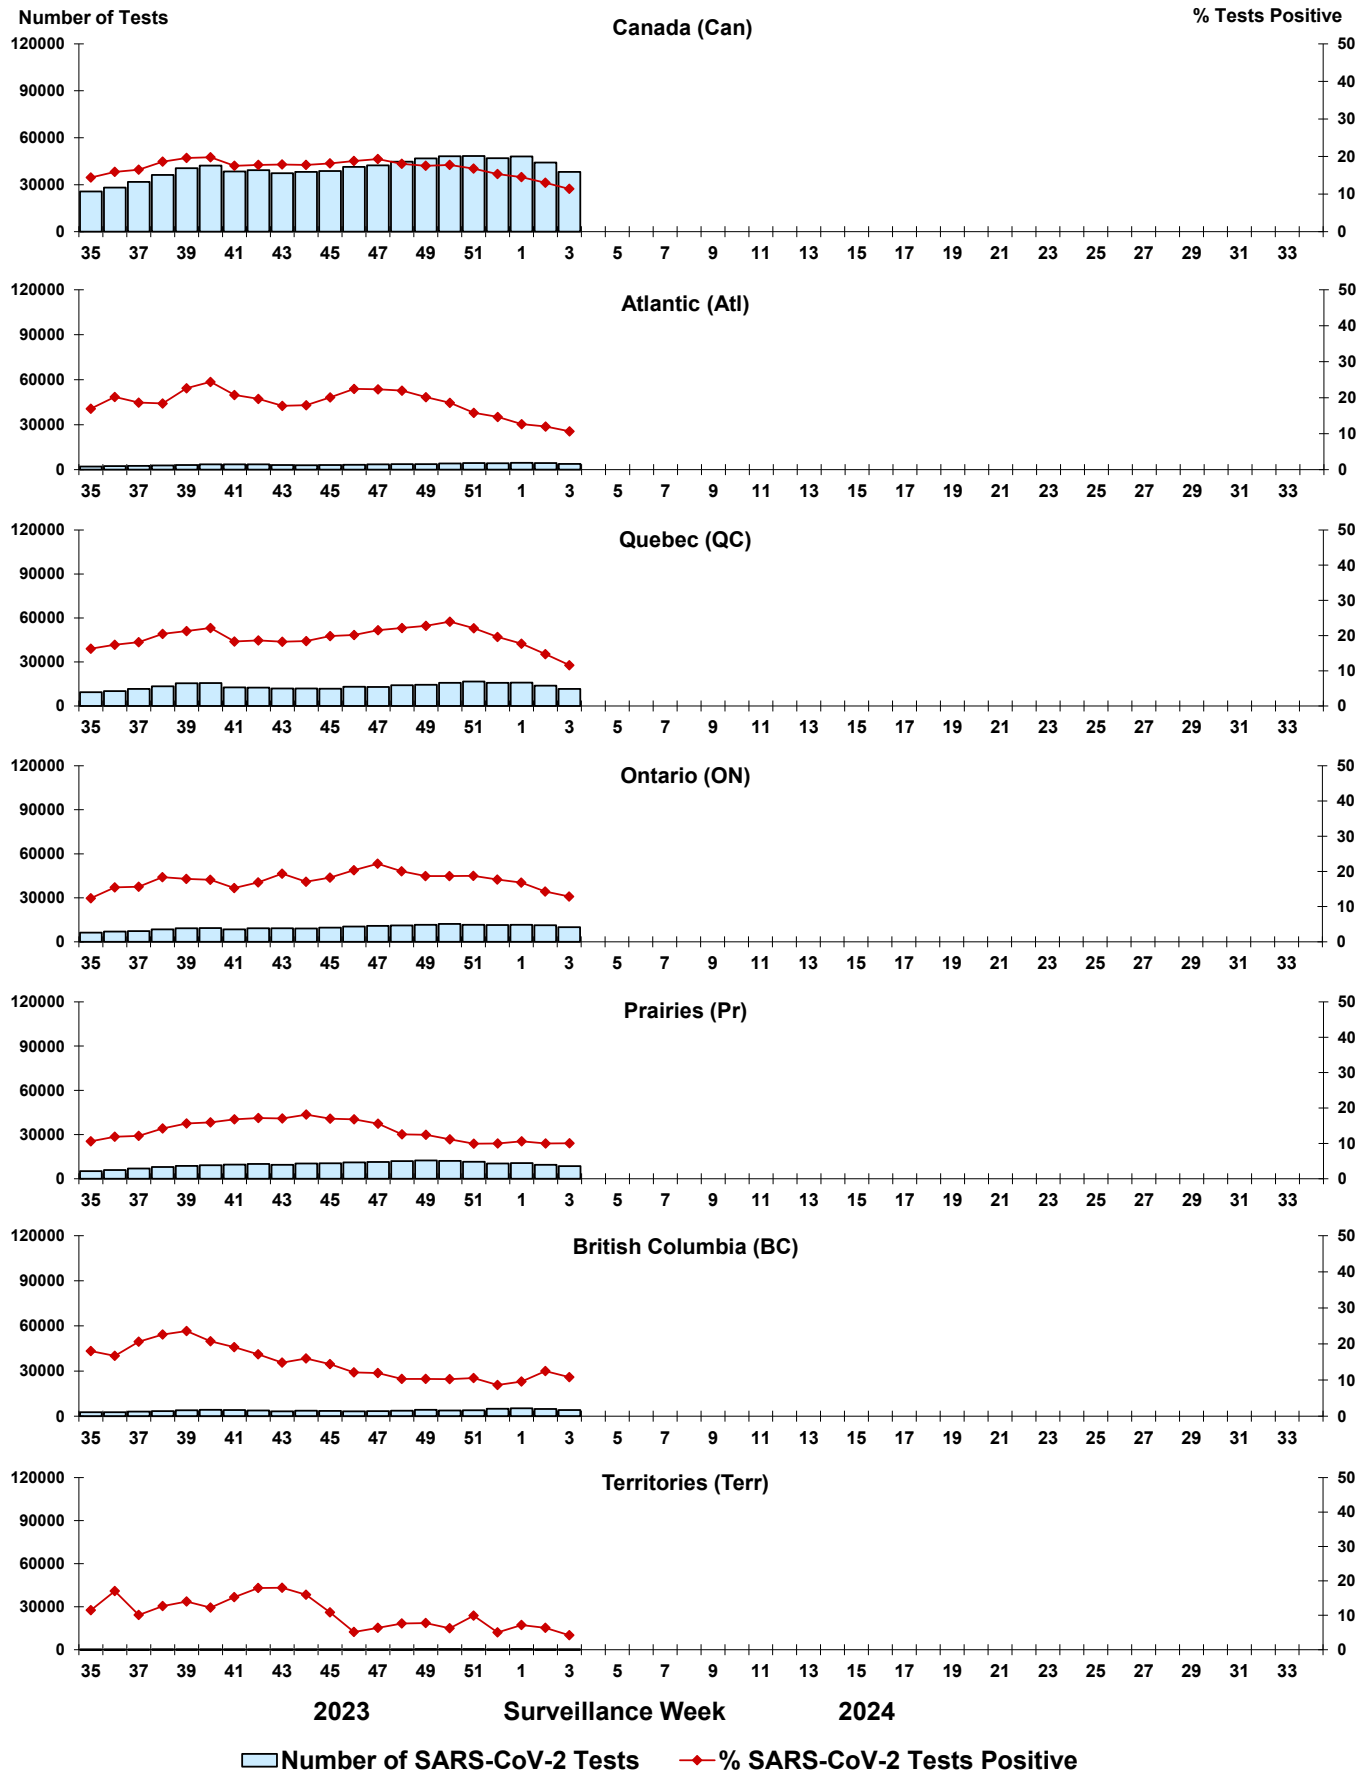 Number of Tests
% Tests Positive
Canada (Can)
120000 50
90000 40
60000 30
30000 20
0 10
0
35 37 39 41 43 45 47 49 51 1 3 5 7 9 11 13 15 17 19 21 23 25 27 29 31 33
Atlantic (Atl)
120000 50
90000 40
60000 30
30000 20
0 10
0
35 37 39 41 43 45 47 49 51 1 3 5 7 9 11 13 15 17 19 21 23 25 27 29 31 33
Quebec (QC)
120000 50
90000 40
60000 30
30000 20
0 10
0
35 37 39 41 43 45 47 49 51 1 3 5 7 9 11 13 15 17 19 21 23 25 27 29 31 33
Ontario (ON)
120000 50
90000 40
60000 30
30000 20
0 10
0
35 37 39 41 43 45 47 49 51 1 3 5 7 9 11 13 15 17 19 21 23 25 27 29 31 33
Prairies (Pr)
120000 50
90000 40
60000 30
30000 20
0 10
0
35 37 39 41 43 45 47 49 51 1 3 5 7 9 11 13 15 17 19 21 23 25 27 29 31 33
British Columbia (BC)
120000 50
90000 40
60000 30
30000 20
0 10
0
35 37 39 41 43 45 47 49 51 1 3 5 7 9 11 13 15 17 19 21 23 25 27 29 31 33
Territories (Terr)
120000 50
90000 40
60000 30
30000 20
0 10
0
35 37 39 41 43 45 47 49 51 1 3 5 7 9 11 13 15 17 19 21 23 25 27 29 31 33
2023 Surveillance Week 2024
Number of SARS-CoV-2 Tests % SARS-CoV-2 Tests Positive